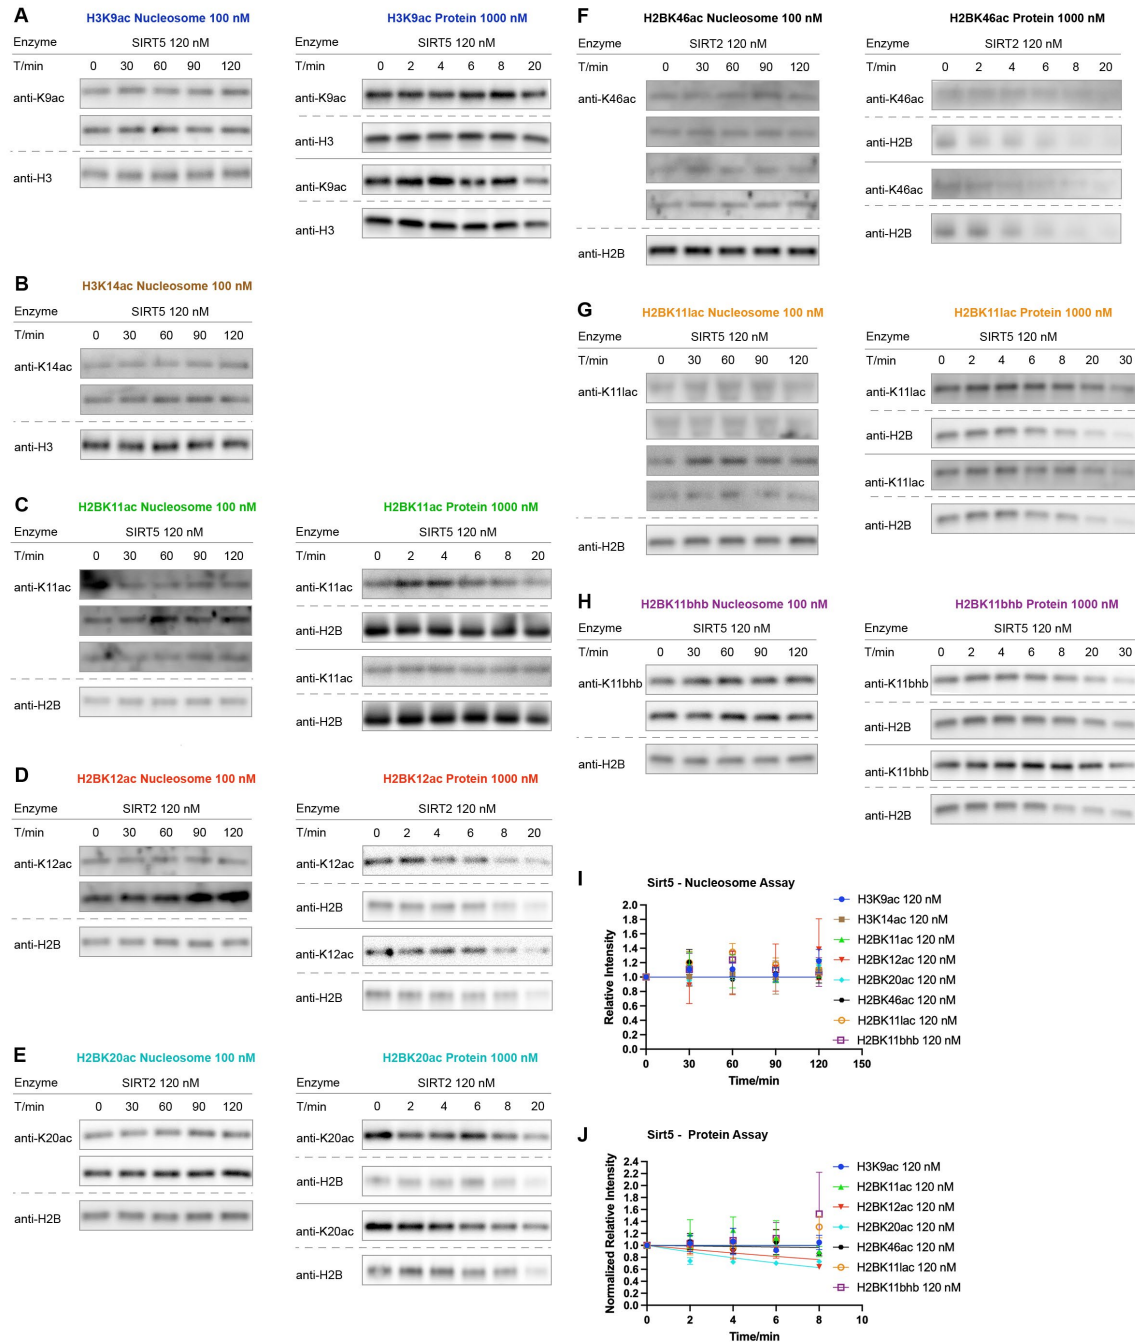 A
H3K9ac Nucleosome 100 nM
Enzyme SIRT5 120 nM
T/min 0 30 60 90 120
anti-K9ac
anti-H3
H3K9ac Protein 1000 nM
Enzyme SIRT5 120 nM
T/min 0 2 4 6 8 20
anti-K9ac
anti-H3
anti-K9ac
anti-H3
B
H3K14ac Nucleosome 100 nM
Enzyme SIRT5 120 nM
T/min 0 30 60 90 120
anti-K14ac
anti-H3
C
H2BK11ac Nucleosome 100 nM
Enzyme SIRT5 120 nM
T/min 0 30 60 90 120
anti-K11ac
anti-H2B
H2BK11ac Protein 1000 nM
Enzyme SIRT5 120 nM
T/min 0 2 4 6 8 20
anti-K11ac
anti-H2B
anti-K11ac
anti-H2B
D
H2BK12ac Nucleosome 100 nM
Enzyme SIRT2 120 nM
T/min 0 30 60 90 120
anti-K12ac
anti-H2B
H2BK12ac Protein 1000 nM
Enzyme SIRT2 120 nM
T/min 0 2 4 6 8 20
anti-K12ac
anti-H2B
anti-K12ac
anti-H2B
E
H2BK20ac Nucleosome 100 nM
Enzyme SIRT2 120 nM
T/min 0 30 60 90 120
anti-K20ac
anti-H2B
H2BK20ac Protein 1000 nM
Enzyme SIRT2 120 nM
T/min 0 2 4 6 8 20
anti-K20ac
anti-H2B
anti-K20ac
anti-H2B
F
H2BK46ac Nucleosome 100 nM
Enzyme SIRT2 120 nM
T/min 0 30 60 90 120
anti-K46ac
anti-H2B
H2BK46ac Protein 1000 nM
Enzyme SIRT2 120 nM
T/min 0 2 4 6 8 20
anti-K46ac
anti-H2B
anti-K46ac
anti-H2B
G
H2BK11lac Nucleosome 100 nM
Enzyme SIRT5 120 nM
T/min 0 30 60 90 120
anti-K11lac
anti-H2B
H2BK11lac Protein 1000 nM
Enzyme SIRT5 120 nM
T/min 0 2 4 6 8 20 30
anti-K11lac
anti-H2B
anti-K11lac
anti-H2B
H
H2BK11bhb Nucleosome 100 nM
Enzyme SIRT5 120 nM
T/min 0 30 60 90 120
anti-K11bhb
anti-H2B
H2BK11bhb Protein 1000 nM
Enzyme SIRT5 120 nM
T/min 0 2 4 6 8 20 30
anti-K11bhb
anti-H2B
anti-K11bhb
anti-H2B
I
Sirt5 - Nucleosome Assay
Relative Intensity
2.0
1.8
1.6
1.4
1.2
1.0
0.8
0.6
0.4
0.2
0.0
0 30 60 90 120 150
Time/min
H3K9ac 120 nM
H3K14ac 120 nM
H2BK11ac 120 nM
H2BK12ac 120 nM
H2BK20ac 120 nM
H2BK46ac 120 nM
H2BK11lac 120 nM
H2BK11bhb 120 nM
J
Sirt5 - Protein Assay
Normalized Relative Intensity
2.4
2.2
2.0
1.8
1.6
1.4
1.2
1.0
0.8
0.6
0.4
0.2
0.0
0 2 4 6 8 10
Time/min
H3K9ac 120 nM
H2BK11ac 120 nM
H2BK12ac 120 nM
H2BK20ac 120 nM
H2BK46ac 120 nM
H2BK11lac 120 nM
H2BK11bhb 120 nM